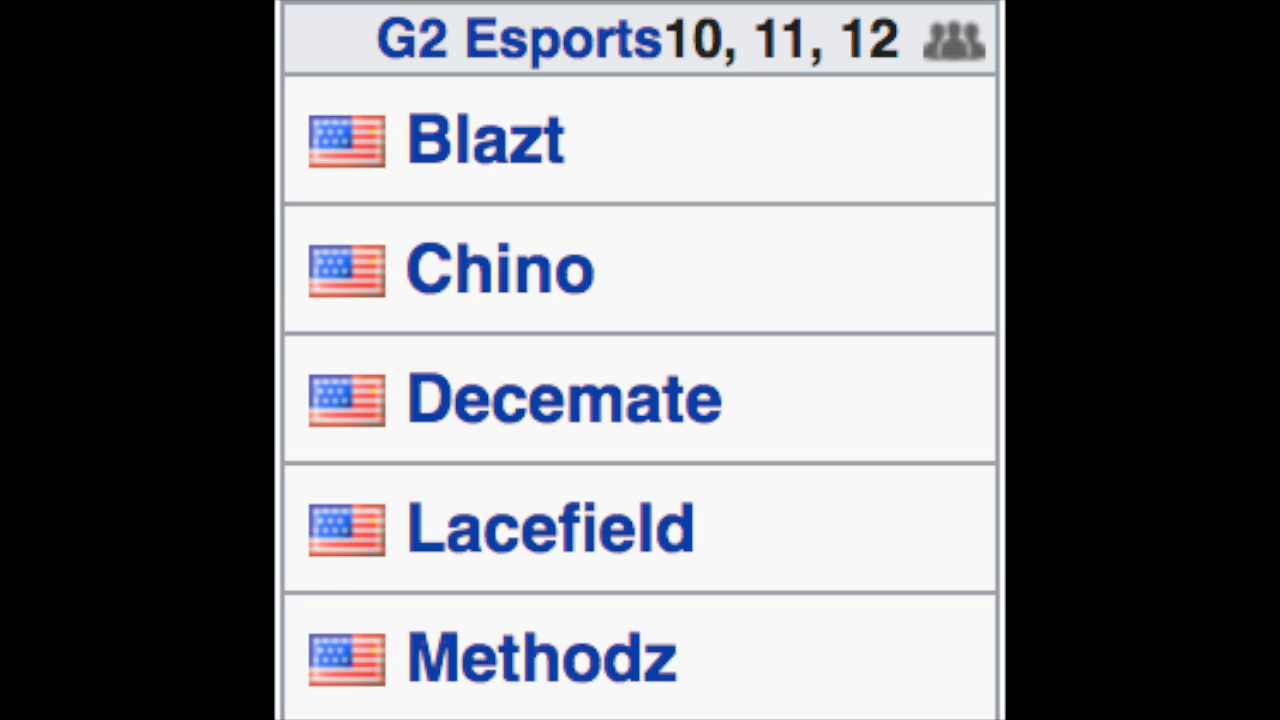 G2 Esports10, 11, 12
Blazt
Chino
Decemate
Lacefield
Methodz